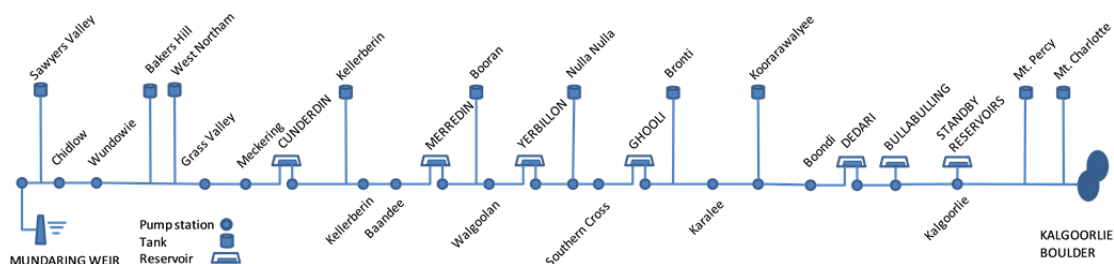 Sawyers Valley
Chidlow
Wundowie
Bakers Hill
West Northam
Grass Valley
Meckering
CUNDERDIN
Kellerberin
Kellerberin
Baandee
MERREDIN
Booran
Walgoolan
YERBILLON
Nulla Nulla
Southern Cross
GHOOLI
Bronti
Karalee
Koorarawalyee
Boondi
DEDARI
BULLABULLING
STANDBY
RESERVOIRS
Kalgoorlie
Mt. Percy
Mt. Charlotte
KALGOORLIE
BOULDER
MUNDARING WEIR
Pump station
Tank
Reservoir